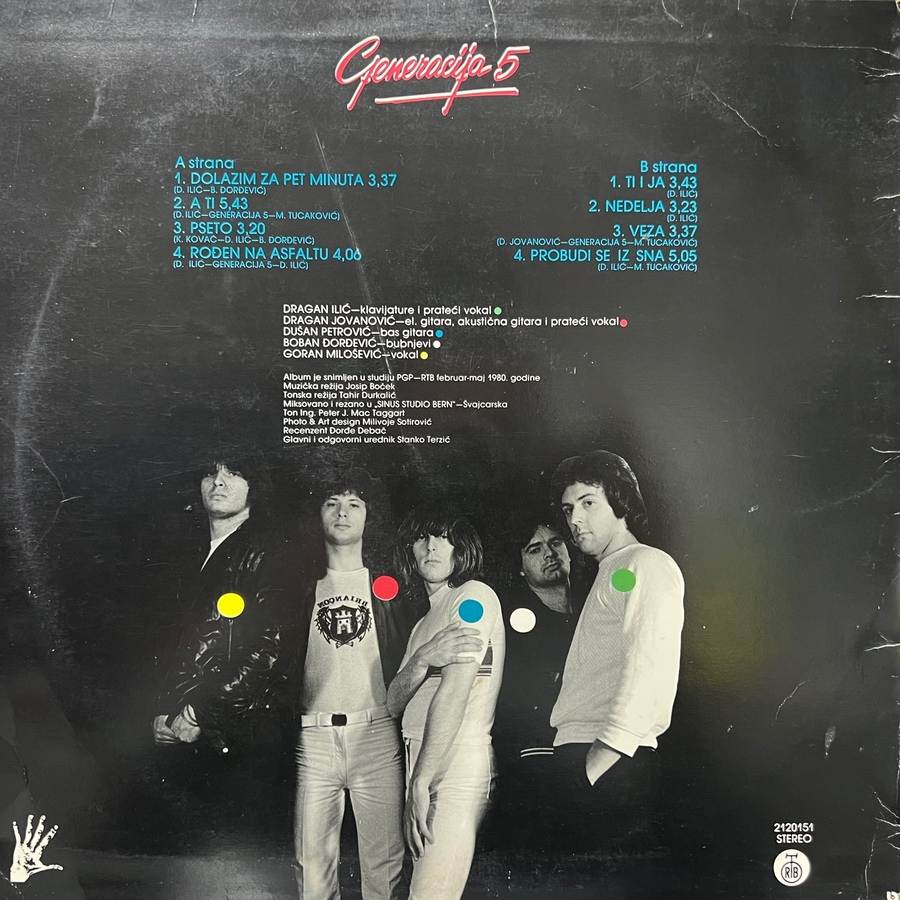 Generacija 5
A strana
1. DOLAZIM ZA PET MINUTA 3,37
(D. ILIĆ—B. ĐORĐEVIĆ)
2. A TI 5,43
(D. ILIĆ—GENERACIJA 5—M. TUCAKOVIĆ)
3. PSETO 3,20
(K. KOVAČ—D. ILIĆ—B. ĐORĐEVIĆ)
4. ROĐEN NA ASFALTU 4,06
(D. ILIĆ—GENERACIJA 5—D. ILIĆ)
B strana
1. TI I JA 3,43
(D. ILIĆ)
2. NEDELJA 3,23
(D. ILIĆ)
3. VEZA 3,37
(D. JOVANOVIĆ—GENERACIJA 5—M. TUCAKOVIĆ)
4. PROBUDI SE IZ SNA 5,05
(D. ILIĆ—M. TUCAKOVIĆ)
DRAGAN ILIĆ—klavijature i prateći vokal
DRAGAN JOVANOVIĆ—el. gitara, akustična gitara i prateći vokal
DUŠAN PETROVIĆ—bas gitara
BOBAN ĐORĐEVIĆ—bubnjevi
GORAN MILOŠEVIĆ—vokal
Album je snimljen u studiju PGP—RTB februar-maj 1980. godine
Muzička režija Josip Boček
Tonska režija Tahir Durkalić
Miksovano i rezano u „SINUS STUDIO BERN"—Švajcarska
Ton Ing. Peter J. Mac Taggart
Photo & Art design Milivoje Sotirović
Recenzent Đorđe Debač
Glavni i odgovorni urednik Stanko Terzić
BRIANCON
2120151
STEREO
RTB